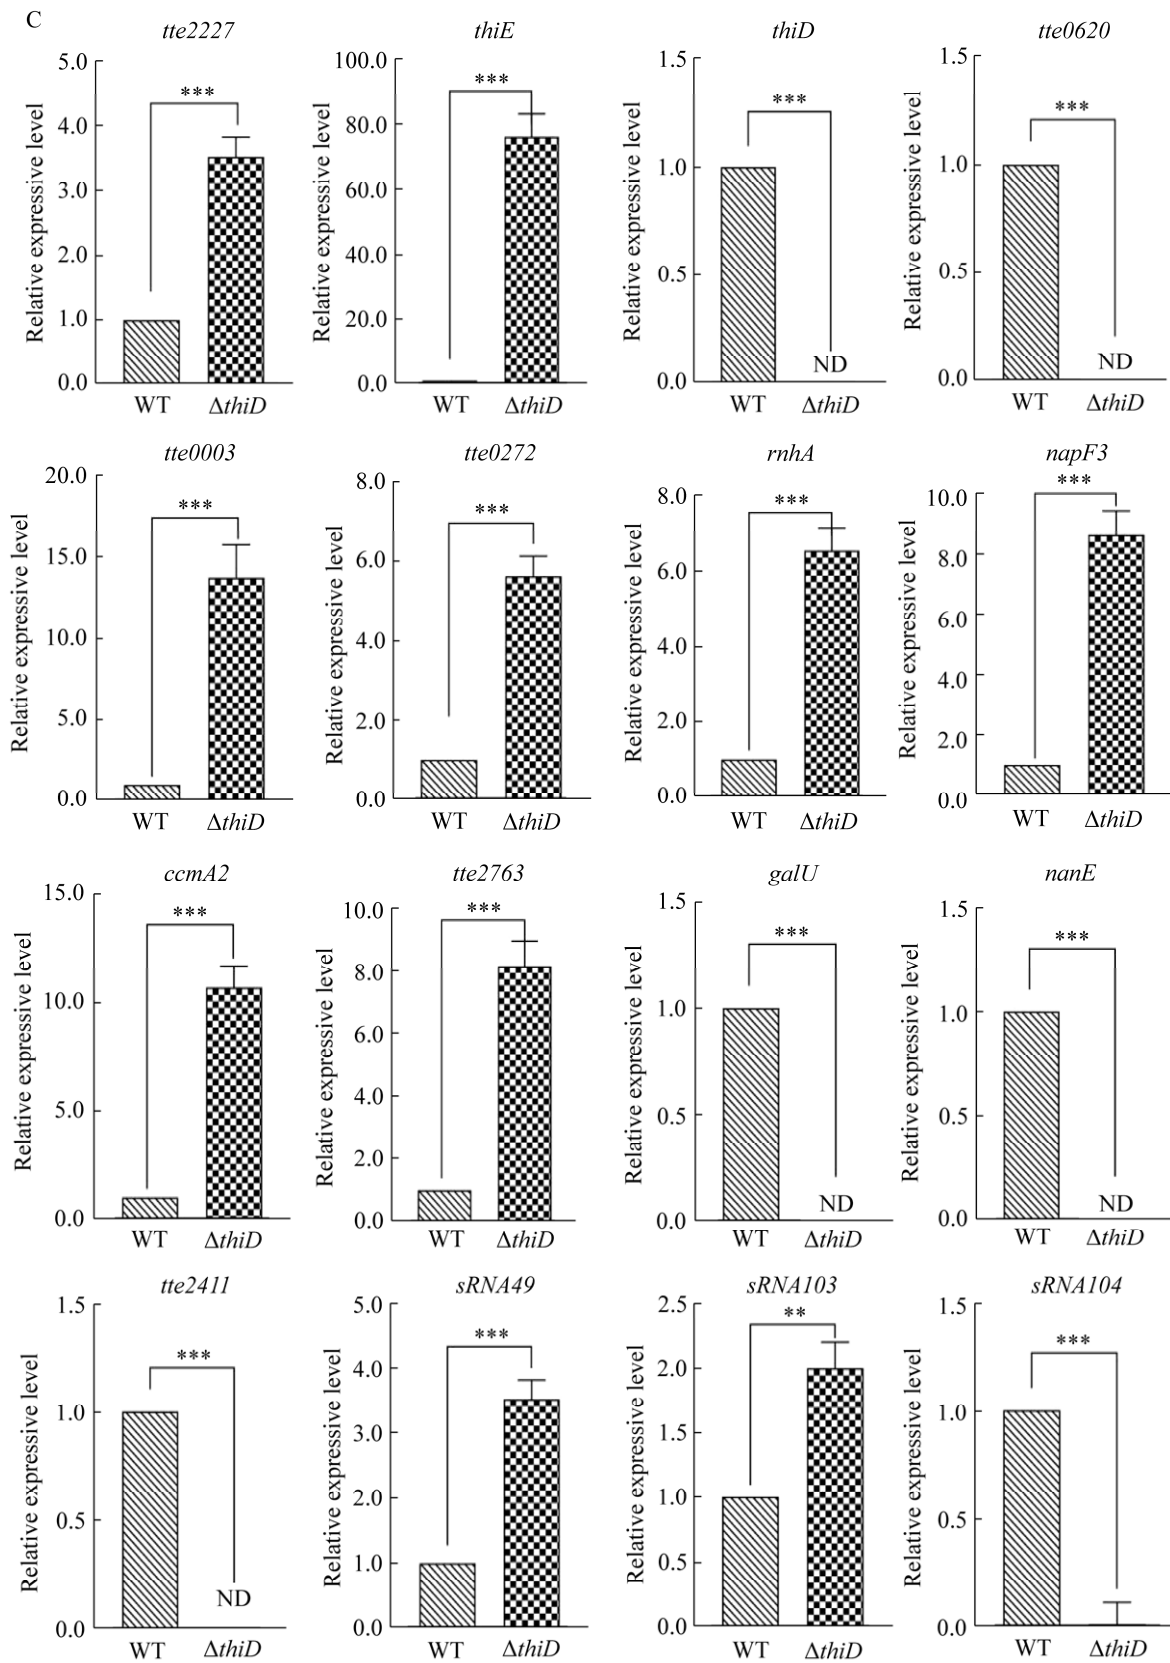 C
tte2227 thiE thiD tte0620
Relative expressive level
5.0
4.0
3.0
2.0
1.0
0.0
***
WT ΔthiD
Relative expressive level
100.0
80.0
60.0
40.0
20.0
0.0
***
WT ΔthiD
Relative expressive level
1.5
1.0
0.5
0.0
***
ND
WT ΔthiD
Relative expressive level
1.5
1.0
0.5
0.0
***
ND
WT ΔthiD
tte0003 tte0272 rnhA napF3
Relative expressive level
20.0
15.0
10.0
5.0
0.0
***
WT ΔthiD
Relative expressive level
8.0
6.0
4.0
2.0
0.0
***
WT ΔthiD
Relative expressive level
8.0
6.0
4.0
2.0
0.0
***
WT ΔthiD
Relative expressive level
10.0
8.0
6.0
4.0
2.0
0.0
***
WT ΔthiD
ccmA2 tte2763 galU nanE
Relative expressive level
15.0
10.0
5.0
0.0
***
WT ΔthiD
Relative expressive level
10.0
8.0
6.0
4.0
2.0
0.0
***
WT ΔthiD
Relative expressive level
1.5
1.0
0.5
0.0
***
ND
WT ΔthiD
Relative expressive level
1.5
1.0
0.5
0.0
***
ND
WT ΔthiD
tte2411 sRNA49 sRNA103 sRNA104
Relative expressive level
1.5
1.0
0.5
0.0
***
ND
WT ΔthiD
Relative expressive level
5.0
4.0
3.0
2.0
1.0
0.0
***
WT ΔthiD
Relative expressive level
2.5
2.0
1.5
1.0
0.5
0.0
**
WT ΔthiD
Relative expressive level
1.5
1.0
0.5
0.0
***
WT ΔthiD